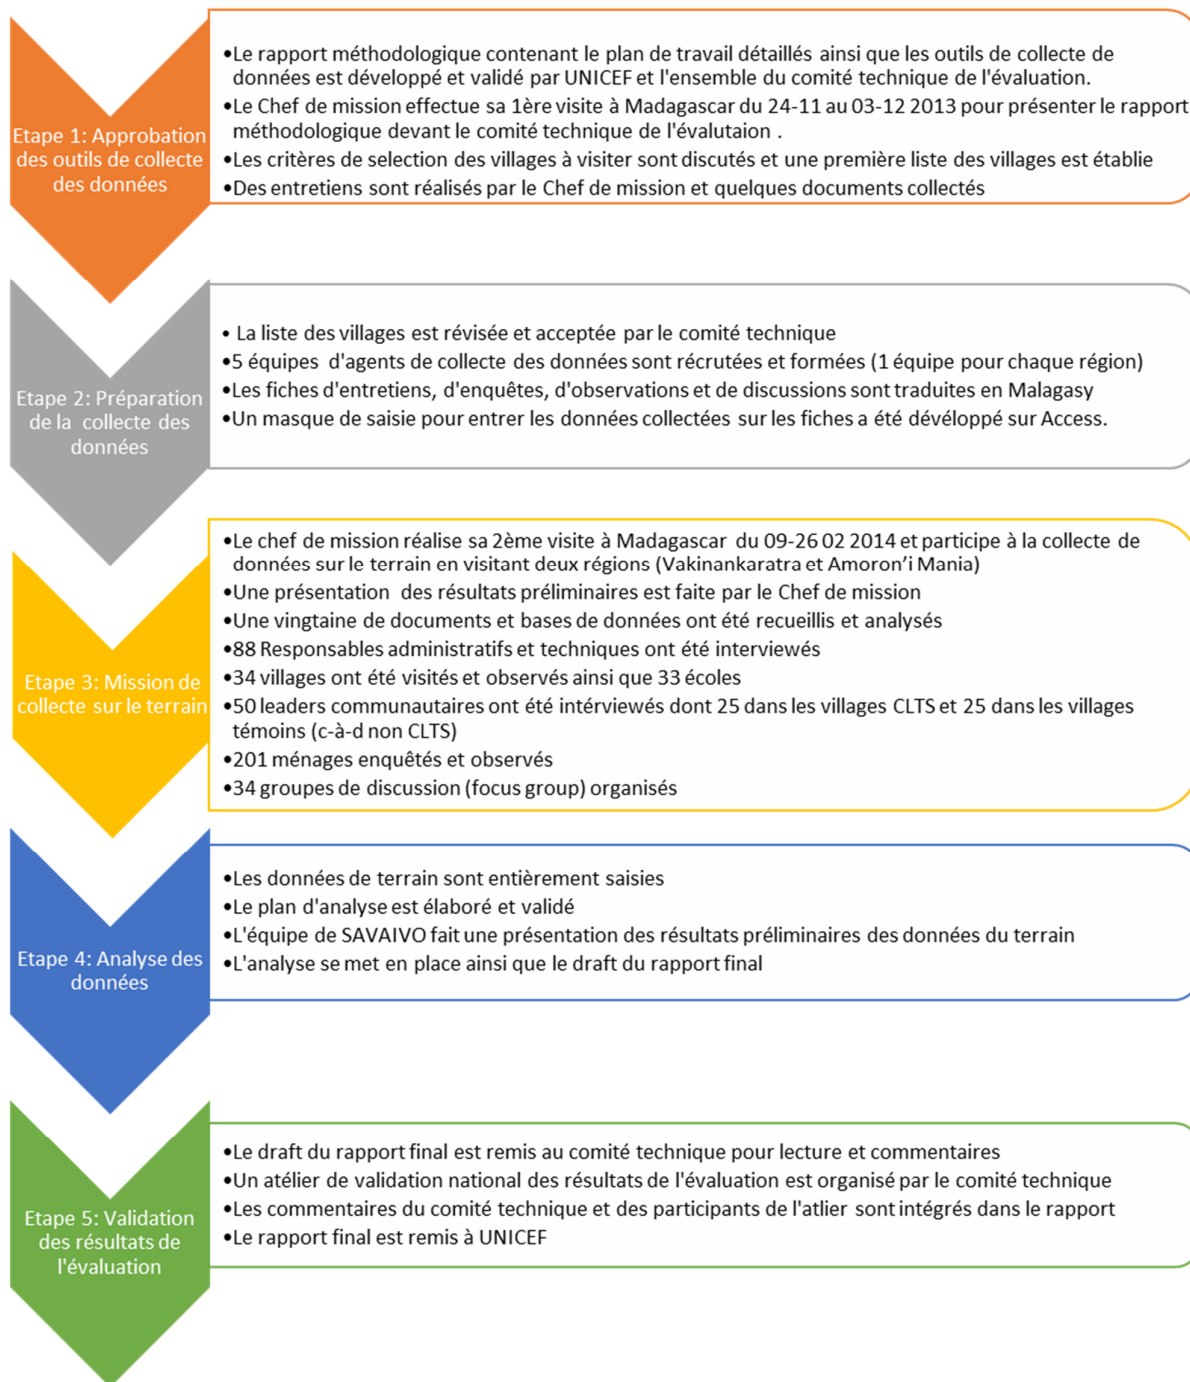 Etape 1: Approbation
des outils de collecte
des données
•Le rapport méthodologique contenant le plan de travail détaillés ainsi que les outils de collecte de
données est développé et validé par UNICEF et l'ensemble du comité technique de l'évaluation.
•Le Chef de mission effectue sa 1ère visite à Madagascar du 24-11 au 03-12 2013 pour présenter le rapport
méthodologique devant le comité technique de l'évalutaion .
•Les critères de selection des villages à visiter sont discutés et une première liste des villages est établie
•Des entretiens sont réalisés par le Chef de mission et quelques documents collectés
Etape 2: Préparation
de la collecte des
données
• La liste des villages est révisée et acceptée par le comité technique
•5 équipes d'agents de collecte des données sont récrutées et formées (1 équipe pour chaque région)
•Les fiches d'entretiens, d'enquêtes, d'observations et de discussions sont traduites en Malagasy
•Un masque de saisie pour entrer les données collectées sur les fiches a été dévéloppé sur Access.
Etape 3: Mission de
collecte sur le terrain
•Le chef de mission réalise sa 2ème visite à Madagascar du 09-26 02 2014 et participe à la collecte de
données sur le terrain en visitant deux régions (Vakinankaratra et Amoron’i Mania)
•Une présentation des résultats préliminaires est faite par le Chef de mission
•Une vingtaine de documents et bases de données ont été recueillis et analysés
•88 Responsables administratifs et techniques ont été interviewés
•34 villages ont été visités et observés ainsi que 33 écoles
•50 leaders communautaires ont été intérviewés dont 25 dans les villages CLTS et 25 dans les villages
témoins (c-à-d non CLTS)
•201 ménages enquêtés et observés
•34 groupes de discussion (focus group) organisés
Etape 4: Analyse des
données
•Les données de terrain sont entièrement saisies
•Le plan d'analyse est élaboré et validé
•L'équipe de SAVAIVO fait une présentation des résultats préliminaires des données du terrain
•L'analyse se met en place ainsi que le draft du rapport final
Etape 5: Validation
des résultats de
l'évaluation
•Le draft du rapport final est remis au comité technique pour lecture et commentaires
•Un atélier de validation national des résultats de l'évaluation est organisé par le comité technique
•Les commentaires du comité technique et des participants de l'atlier sont intégrés dans le rapport
•Le rapport final est remis à UNICEF